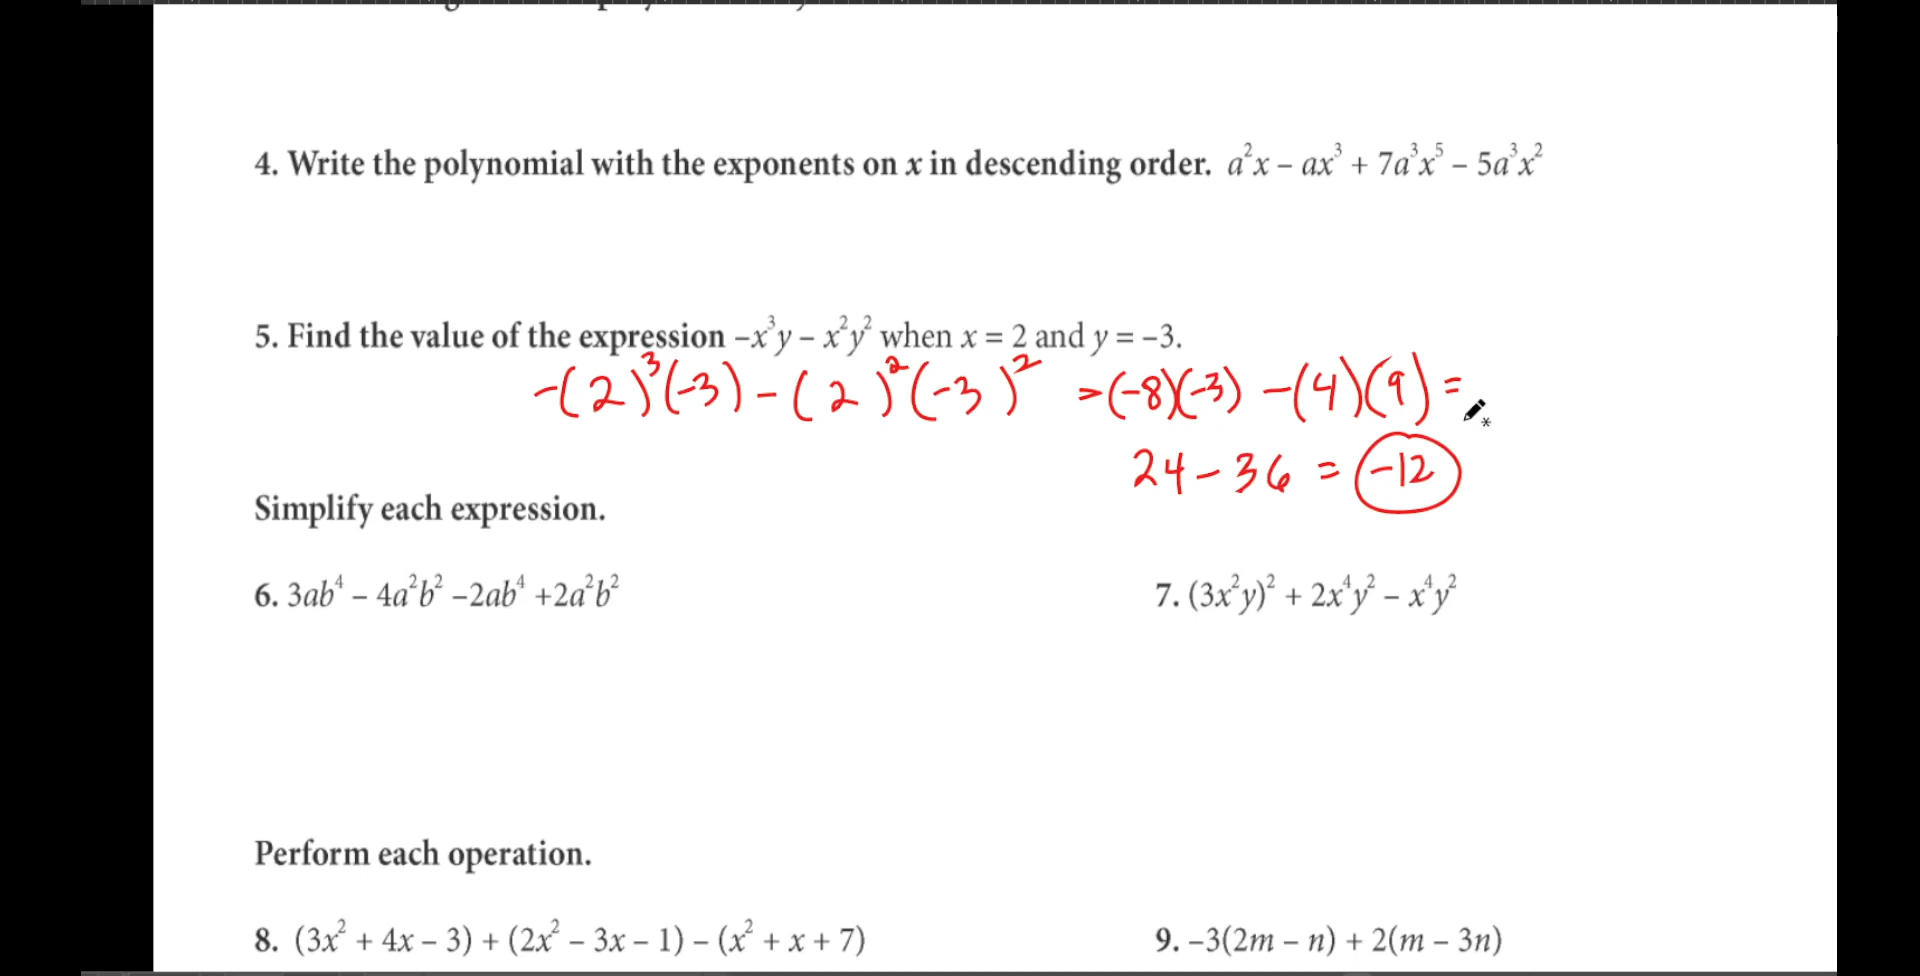 4. Write the polynomial with the exponents on x in descending order. a²x – ax³ + 7a³x⁵ – 5a³x²
5. Find the value of the expression –x³y – x²y² when x = 2 and y = –3.
-(2)³(-3) - (2)²(-3)² = (-8)(-3) - (4)(9) =
24 - 36 = -12
Simplify each expression.
6. 3ab⁴ – 4a²b² –2ab⁴ +2a²b²
7. (3x²y)² + 2x⁴y² – x⁴y²
Perform each operation.
8. (3x² + 4x – 3) + (2x² – 3x – 1) – (x² + x + 7)
9. –3(2m – n) + 2(m – 3n)